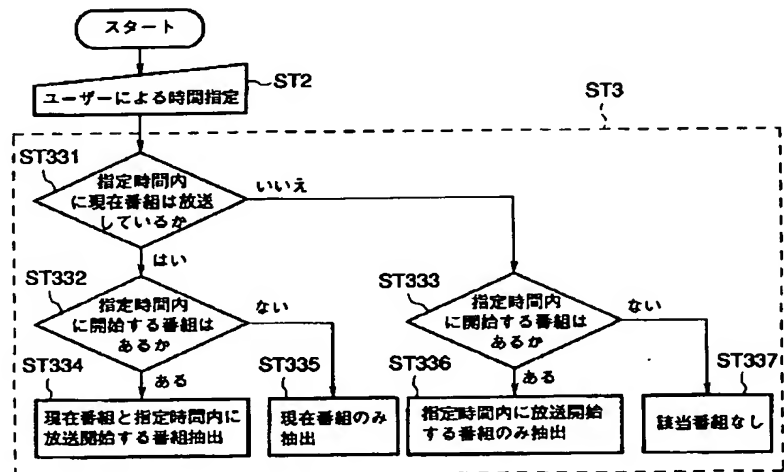 スタート
ST2
ユーザーによる時間指定
ST3
ST331
指定時間内
に現在番組は放送
しているか
いいえ
はい
ST332
指定時間内
に開始する番組は
あるか
ない
ある
ST333
指定時間内
に開始する番組は
あるか
ない
ある
ST334
現在番組と指定時間内に
放送開始する番組抽出
ST335
現在番組のみ
抽出
ST336
指定時間内に放送開始
する番組のみ抽出
ST337
該当番組なし